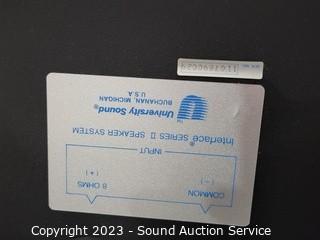 COMMON 8 OHMS
(−) (+)
INPUT
Interface® SERIES II SPEAKER SYSTEM
University Sound®
BUCHANAN, MICHIGAN
U.S.A
Copyright 2023 - Sound Auction Service